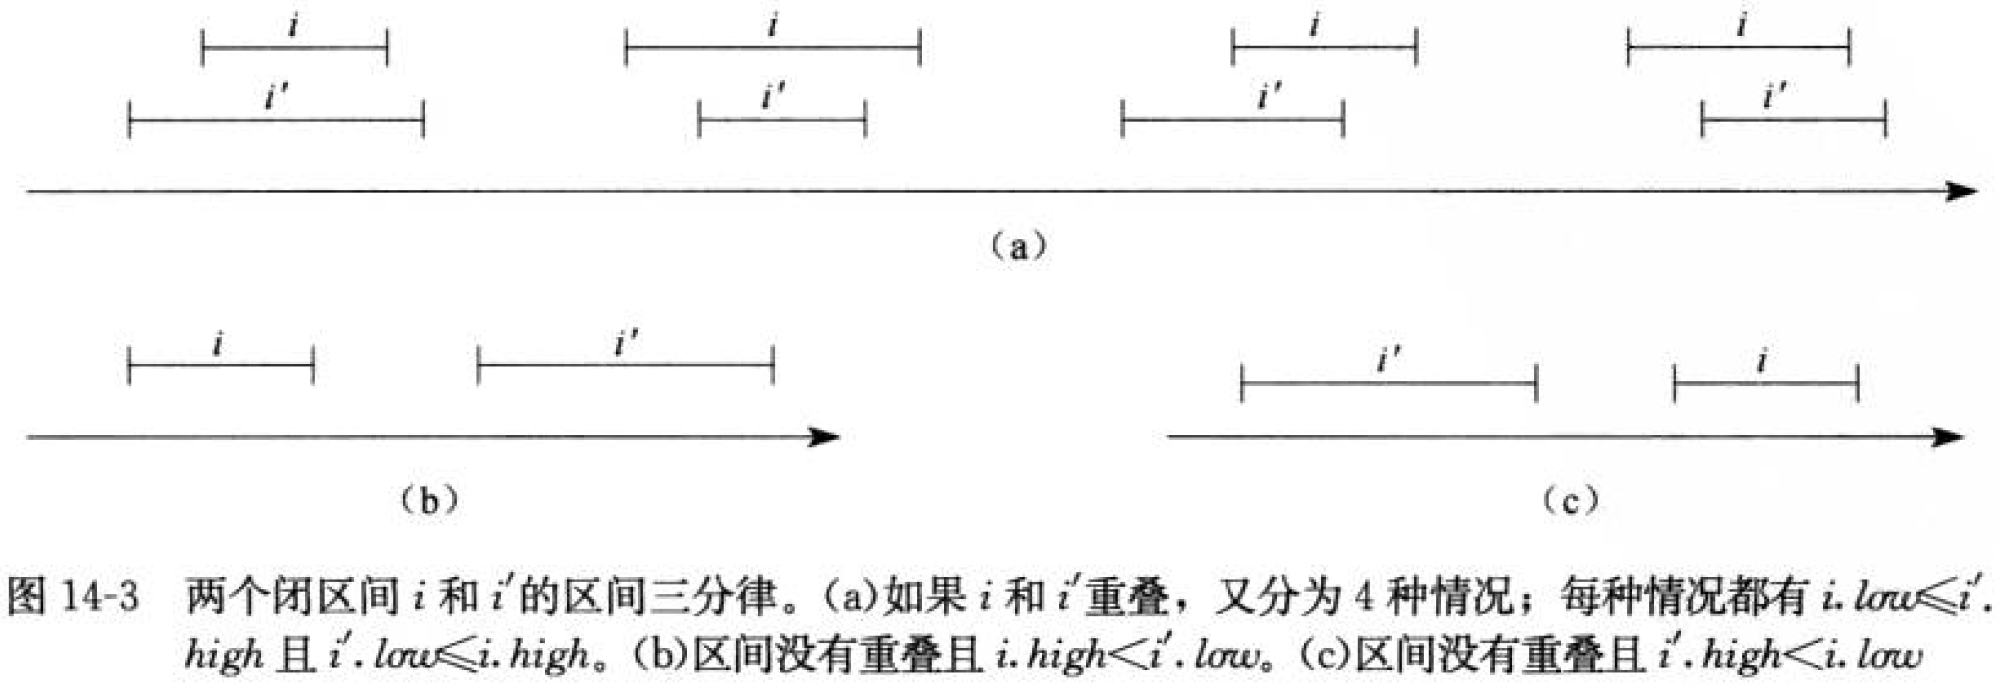 i i i i
i′ i′ i′ i′
(a)
i i′ i′ i
(b) (c)
图 14-3 两个闭区间 i 和 i′的区间三分律。(a)如果 i 和 i′重叠，又分为 4 种情况；每种情况都有 i.low≤i′.
high 且 i′.low≤i.high。(b)区间没有重叠且 i.high<i′.low。(c)区间没有重叠且 i′.high<i.low